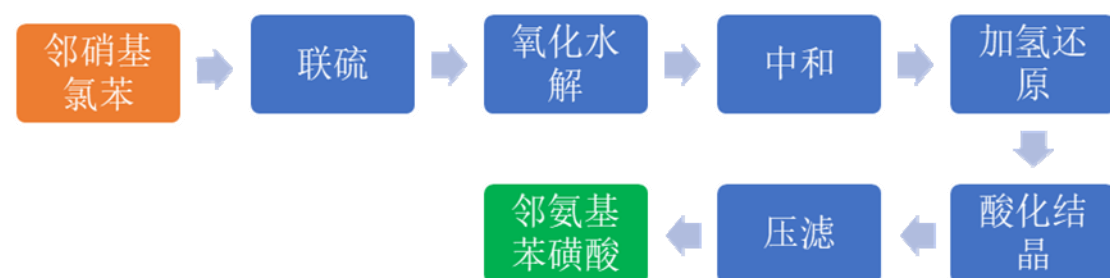 邻硝基
氯苯
联硫
氧化水
解
中和
加氢还
原
酸化结
晶
压滤
邻氨基
苯磺酸